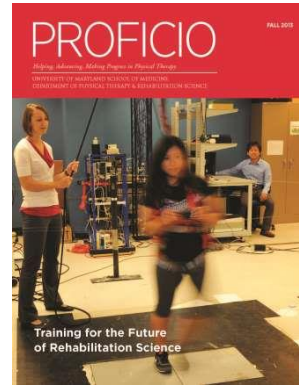 FALL 2013
PROFICIO
Helping, Advancing, Making Progress in Physical Therapy
UNIVERSITY OF MARYLAND SCHOOL OF MEDICINE
DEPARTMENT OF PHYSICAL THERAPY & REHABILITATION SCIENCE
Training for the Future
of Rehabilitation Science